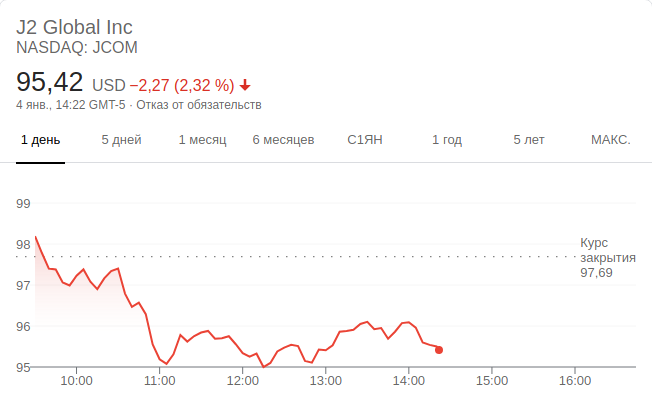 J2 Global Inc
NASDAQ: JCOM
95,42 USD −2,27 (2,32 %)
4 янв., 14:22 GMT-5 · Отказ от обязательств
1 день 5 дней 1 месяц 6 месяцев С1ЯН 1 год 5 лет МАКС.
99
98
Курс
закрытия
97,69
97
96
95
10:00 11:00 12:00 13:00 14:00 15:00 16:00